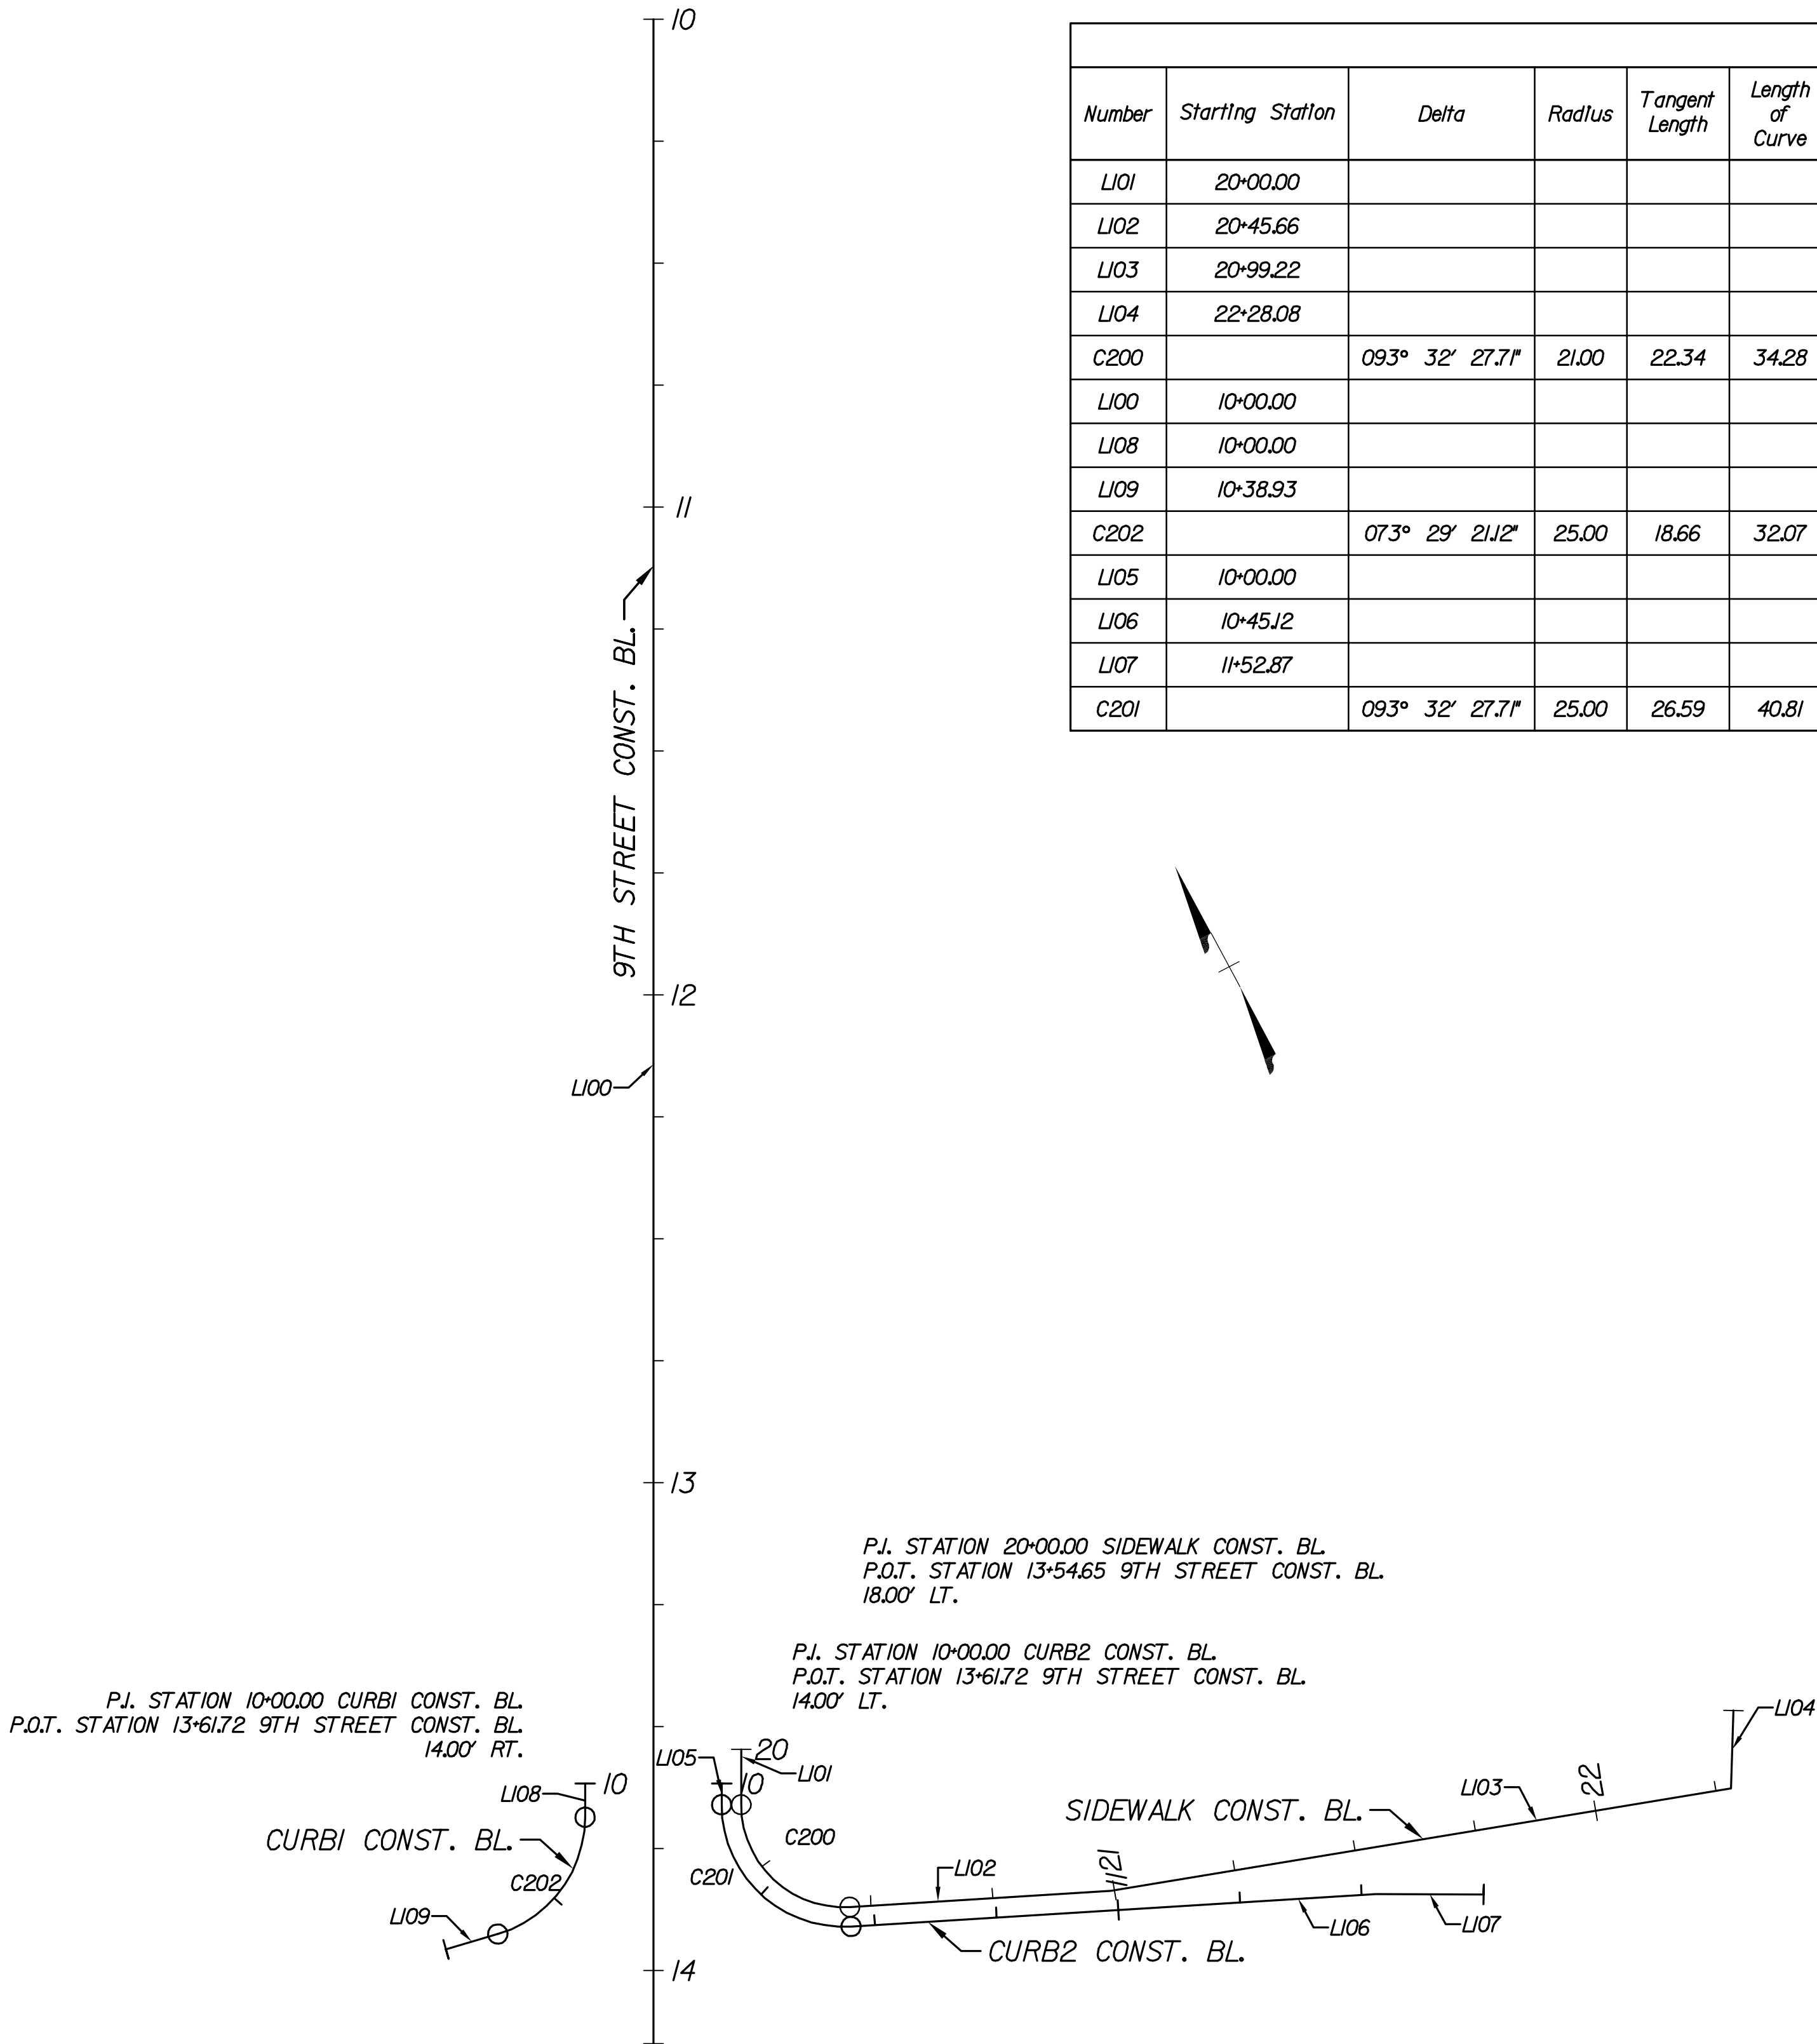 10
Number Starting Station Delta Radius Tangent Length Length of Curve
L101 20+00.00
L102 20+45.66
L103 20+99.22
L104 22+28.08
C200 093° 32' 27.71" 21.00 22.34 34.28
L100 10+00.00
L108 10+00.00
L109 10+38.93
C202 073° 29' 21.12" 25.00 18.66 32.07
L105 10+00.00
L106 10+45.12
L107 11+52.87
C201 093° 32' 27.71" 25.00 26.59 40.81
11
9TH STREET CONST. BL.
12
L100
13
P.I. STATION 20+00.00 SIDEWALK CONST. BL.
P.O.T. STATION 13+54.65 9TH STREET CONST. BL.
18.00' LT.
P.I. STATION 10+00.00 CURB2 CONST. BL.
P.O.T. STATION 13+61.72 9TH STREET CONST. BL.
14.00' LT.
P.I. STATION 10+00.00 CURB1 CONST. BL.
P.O.T. STATION 13+61.72 9TH STREET CONST. BL.
14.00' RT.
L104
L105
20
L101
10
L108
10
L103
22
SIDEWALK CONST. BL.
CURB1 CONST. BL.
C200
C202
C201
L102
21
11
L109
L106
L107
CURB2 CONST. BL.
14